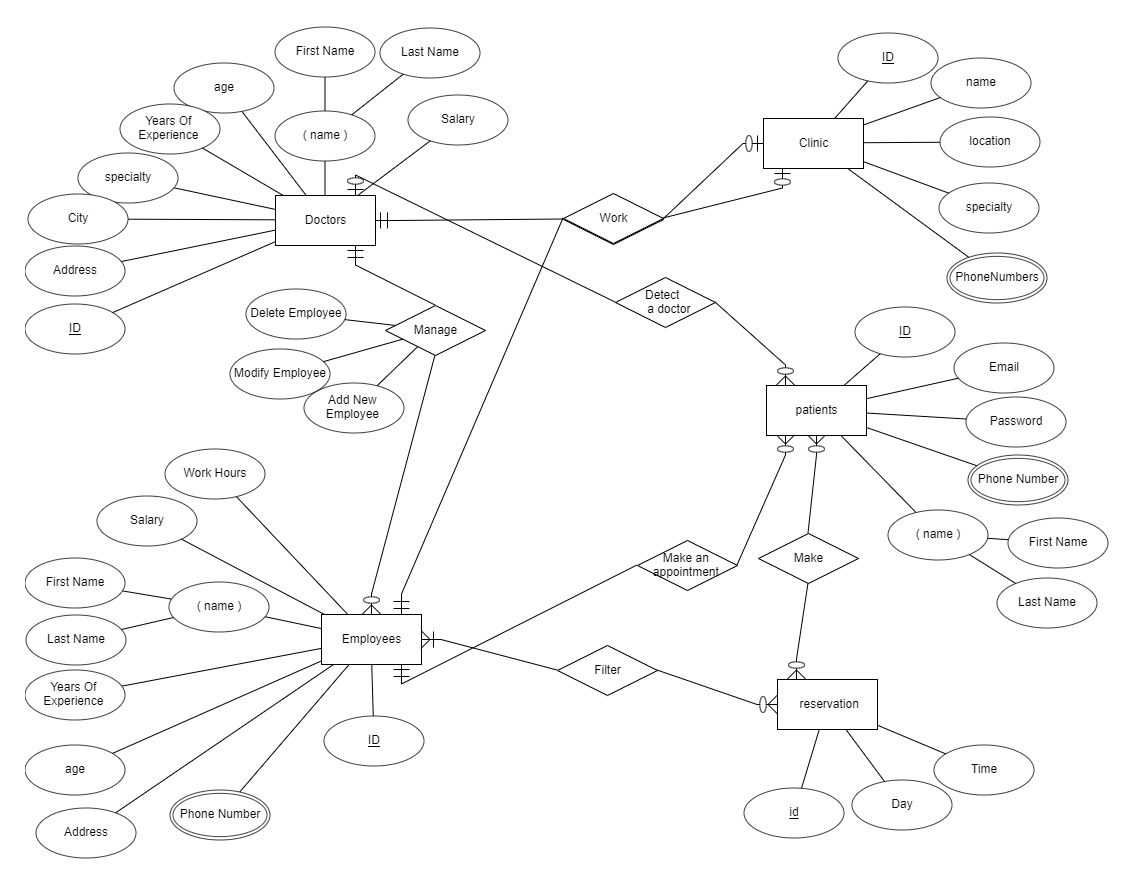 First Name
Last Name
ID
age
name
Years Of
Experience
( name )
Salary
Clinic
location
specialty
City
Doctors
Work
specialty
Address
PhoneNumbers
ID
Delete Employee
Manage
Detect
a doctor
ID
Modify Employee
Add New
Employee
Email
patients
Password
Work Hours
Phone Number
Salary
( name )
First Name
Last Name
Make an
appointment
Make
First Name
( name )
Last Name
Employees
Years Of
Experience
Filter
reservation
ID
age
Time
id
Day
Address
Phone Number